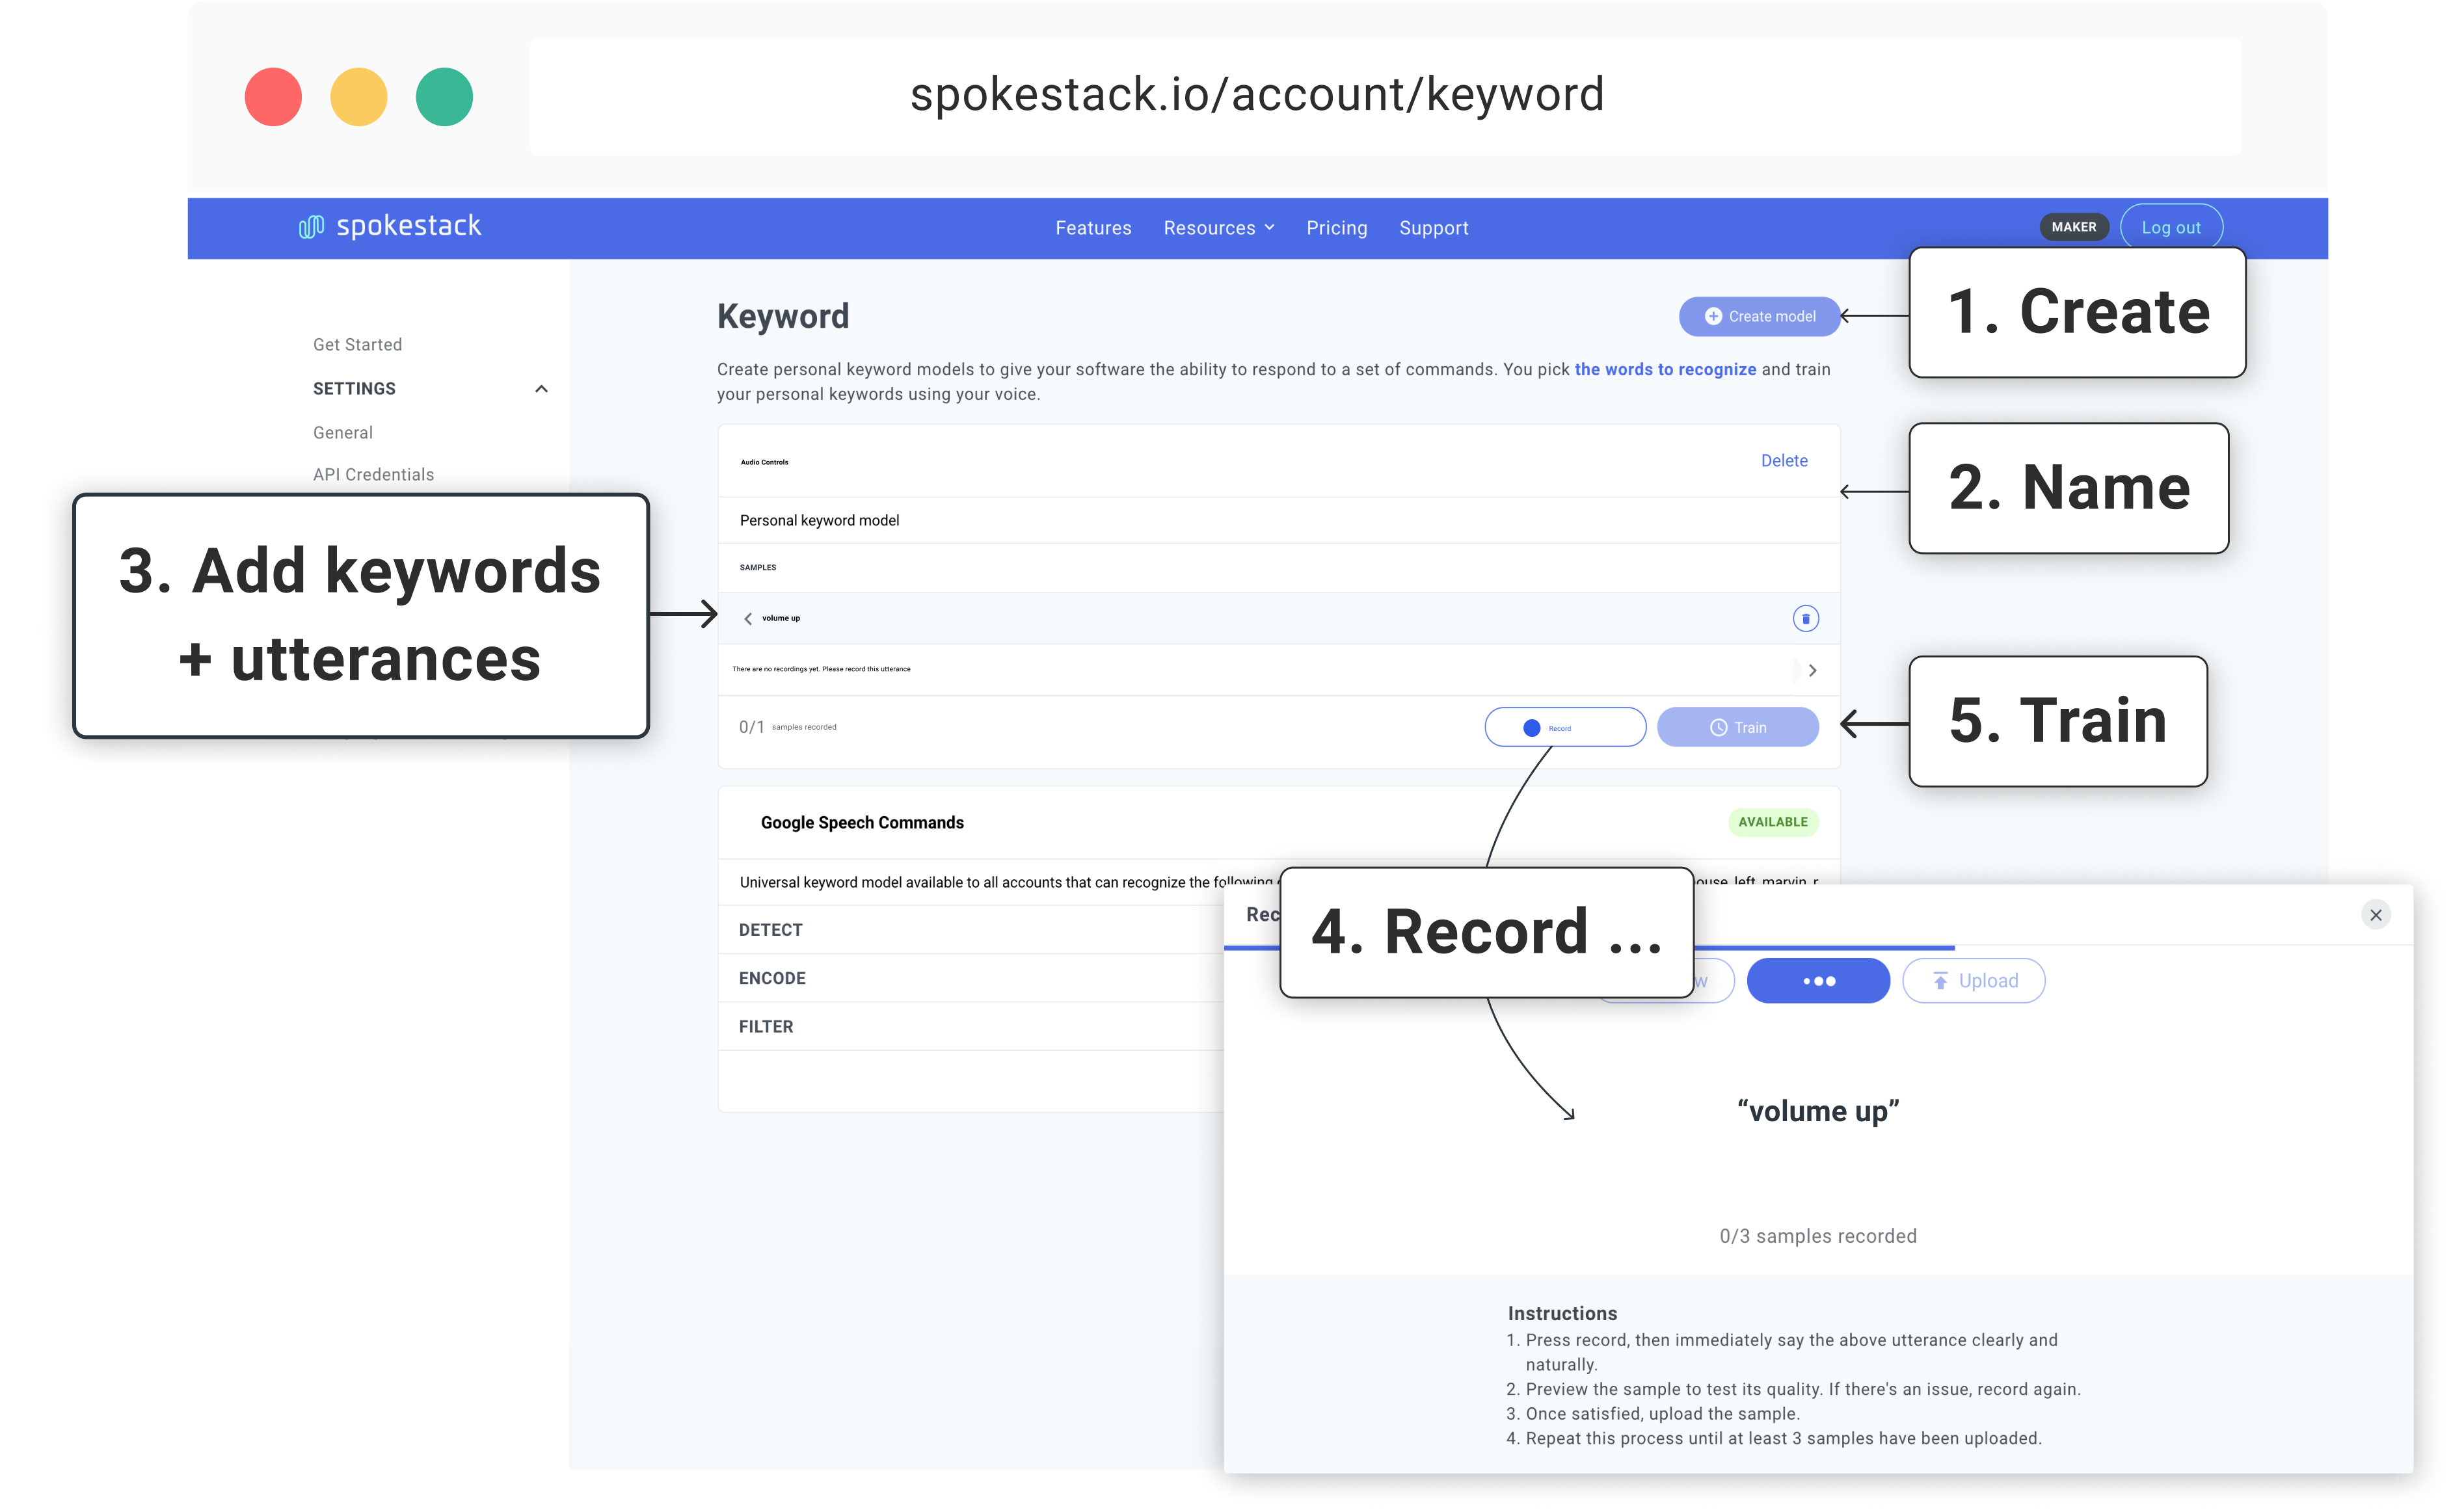 spokestack.io/account/keyword
spokestack
Features Resources Pricing Support
MAKER Log out
1. Create
Keyword
Create model
Create personal keyword models to give your software the ability to respond to a set of commands. You pick the words to recognize and train
your personal keywords using your voice.
Get Started
SETTINGS
General
API Credentials
2. Name
Audio Controls
Delete
Personal keyword model
SAMPLES
3. Add keywords
+ utterances
volume up
There are no recordings yet. Please record this utterance
0/1 samples recorded
Record
Train
5. Train
Google Speech Commands
AVAILABLE
Universal keyword model available to all accounts that can recognize the following
left, marvin, r
DETECT
ENCODE
FILTER
4. Record ...
Upload
“volume up”
0/3 samples recorded
Instructions
1. Press record, then immediately say the above utterance clearly and
naturally.
2. Preview the sample to test its quality. If there's an issue, record again.
3. Once satisfied, upload the sample.
4. Repeat this process until at least 3 samples have been uploaded.